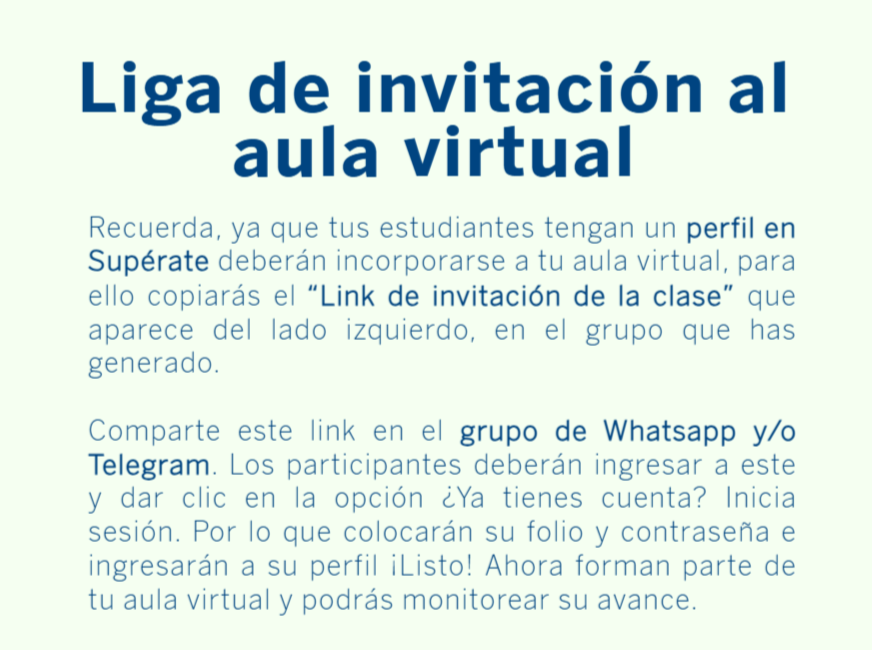 Liga de invitación al
aula virtual
Recuerda, ya que tus estudiantes tengan un perfil en
Supérate deberán incorporarse a tu aula virtual, para
ello copiarás el “Link de invitación de la clase” que
aparece del lado izquierdo, en el grupo que has
generado.
Comparte este link en el grupo de Whatsapp y/o
Telegram. Los participantes deberán ingresar a este
y dar clic en la opción ¿Ya tienes cuenta? Inicia
sesión. Por lo que colocarán su folio y contraseña e
ingresarán a su perfil ¡Listo! Ahora forman parte de
tu aula virtual y podrás monitorear su avance.